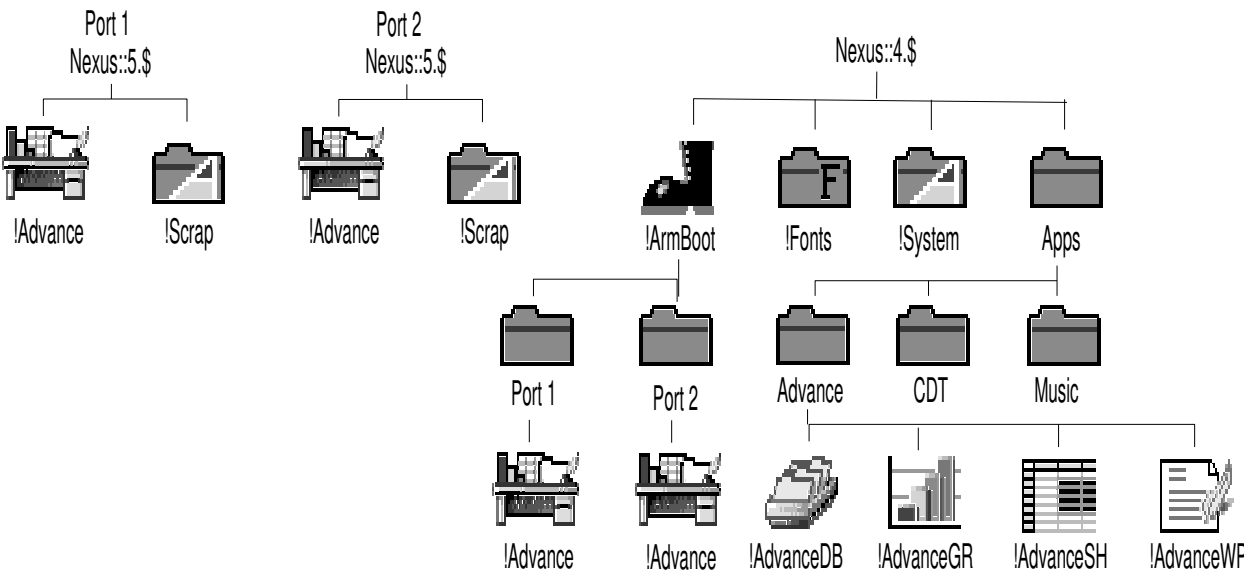 Port 1
Nexus::5.$
Port 2
Nexus::5.$
Nexus::4.$
!Advance
!Scrap
!Advance
!Scrap
!ArmBoot
F
!Fonts
!System
Apps
Port 1
Port 2
Advance
CDT
Music
!Advance
!Advance
!AdvanceDB
!AdvanceGR
!AdvanceSH
!AdvanceWP